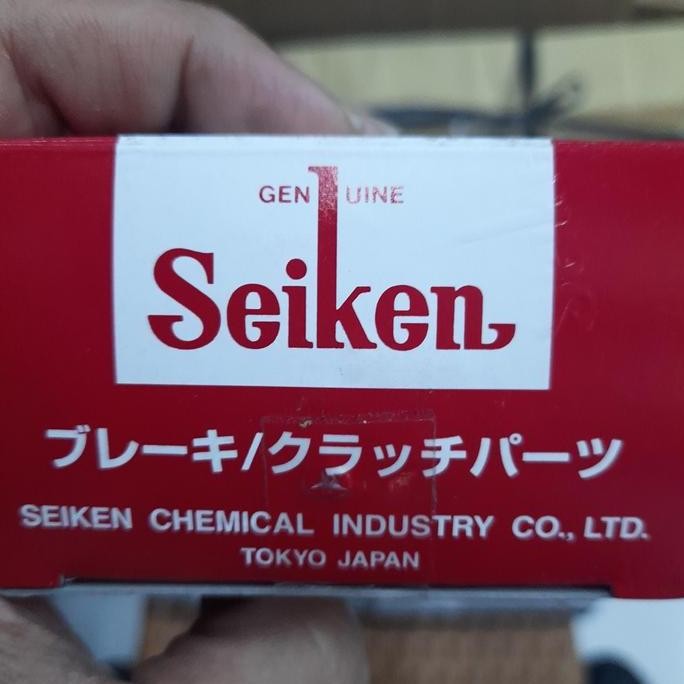 GENUINE
Seiken
ブレーキ/クラッチパーツ
SEIKEN CHEMICAL INDUSTRY CO., LTD.
TOKYO JAPAN